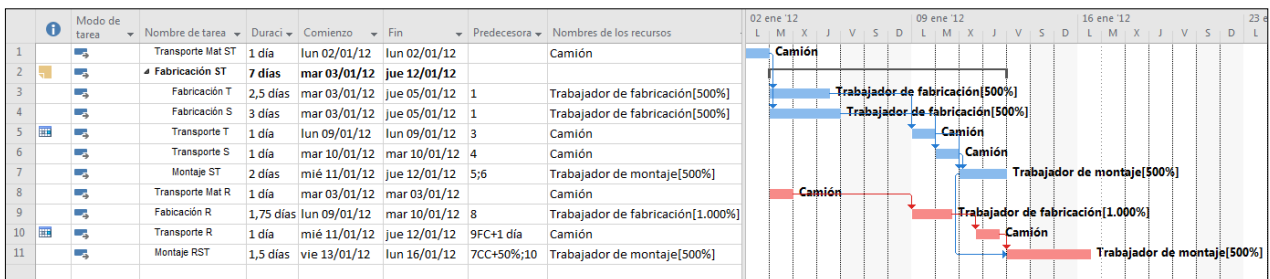 Modo de tarea Nombre de tarea Duraci Comienzo Fin Predecesora Nombres de los recursos
02 ene '12 09 ene '12 16 ene '12 23 e
L M X J V S D L M X J V S D L M X J V S D L
1 Transporte Mat ST 1 día lun 02/01/12 lun 02/01/12 Camión Camión
2 Fabricación ST 7 días mar 03/01/12 jue 12/01/12
3 Fabricación T 2,5 días mar 03/01/12 jue 05/01/12 1 Trabajador de fabricación[500%] Trabajador de fabricación[500%]
4 Fabricación S 3 días mar 03/01/12 jue 05/01/12 1 Trabajador de fabricación[500%] Trabajador de fabricación[500%]
5 Transporte T 1 día lun 09/01/12 lun 09/01/12 3 Camión Camión
6 Transporte S 1 día mar 10/01/12 mar 10/01/12 4 Camión Camión
7 Montaje ST 2 días mié 11/01/12 jue 12/01/12 5;6 Trabajador de montaje[500%] Trabajador de montaje[500%]
8 Transporte Mat R 1 día mar 03/01/12 mar 03/01/12 Camión Camión
9 Fabicación R 1,75 días lun 09/01/12 mar 10/01/12 8 Trabajador de fabricación[1.000%] Trabajador de fabricación[1.000%]
10 Transporte R 1 día mié 11/01/12 jue 12/01/12 9FC+1 día Camión Camión
11 Montaje RST 1,5 días vie 13/01/12 lun 16/01/12 7CC+50%;10 Trabajador de montaje[500%] Trabajador de montaje[500%]